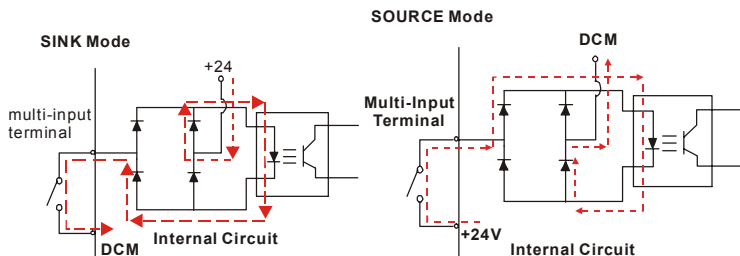 SINK Mode
+24
multi-input
terminal
DCM
Internal Circuit
SOURCE Mode
DCM
Multi-Input
Terminal
+24V
Internal Circuit